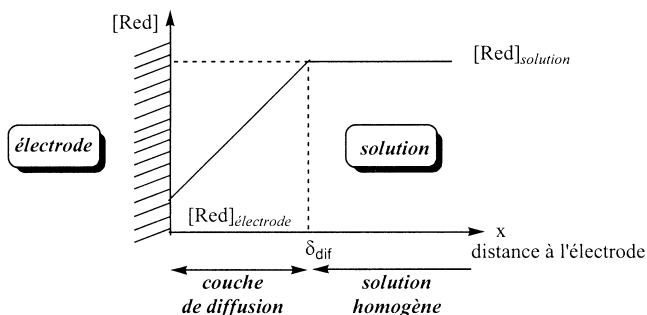 [Red]
[Red]solution
électrode
solution
[Red]électrode
x
δdif
distance à l'électrode
couche
de diffusion
solution
homogène